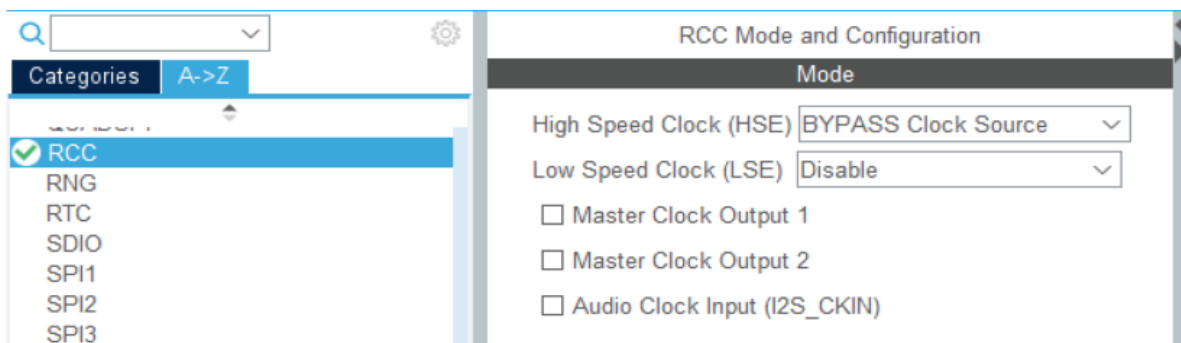 Categories
A->Z
RCC
RNG
RTC
SDIO
SPI1
SPI2
SPI3
RCC Mode and Configuration
Mode
High Speed Clock (HSE) BYPASS Clock Source
Low Speed Clock (LSE) Disable
Master Clock Output 1
Master Clock Output 2
Audio Clock Input (I2S_CKIN)